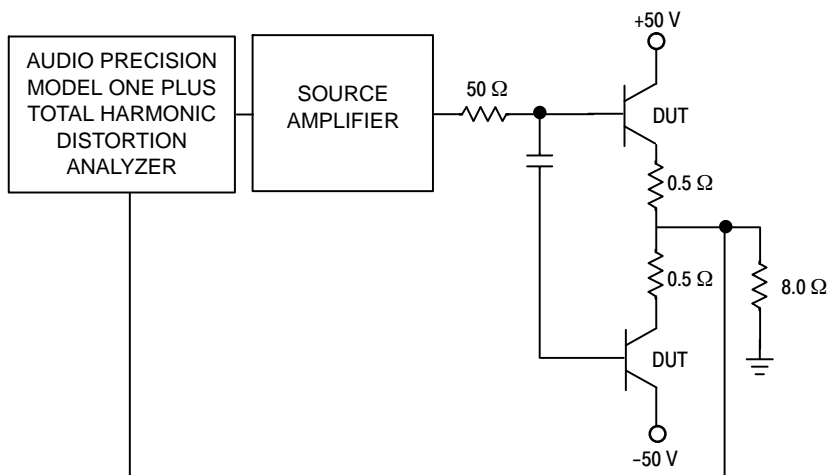 +50 V
AUDIO PRECISION
MODEL ONE PLUS
TOTAL HARMONIC
DISTORTION
ANALYZER
SOURCE
AMPLIFIER
50 Ω
DUT
0.5 Ω
0.5 Ω
8.0 Ω
DUT
–50 V